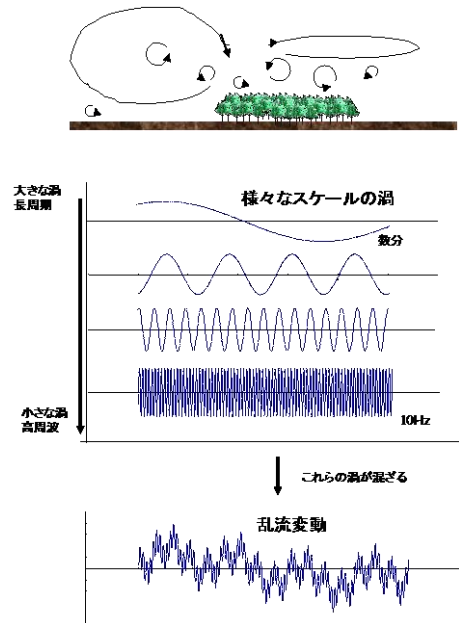 大きな渦
長周期
様々なスケールの渦
数分
小さな渦
高周波
10Hz
これらの渦が混ざる
乱流変動